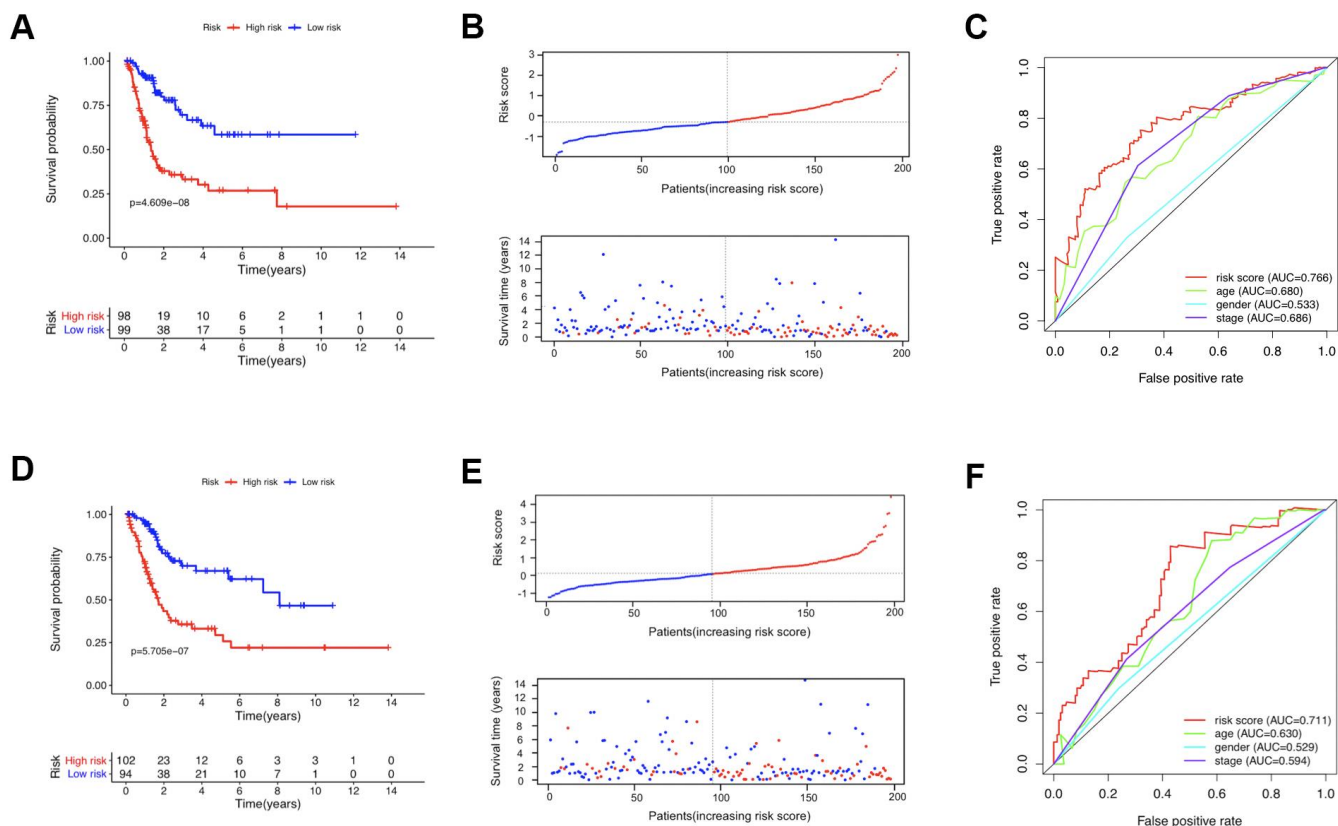 A
Risk High risk Low risk
1.00
0.75
0.50
0.25
0.00
Survival probability
p=4.609e−08
0 2 4 6 8 10 12 14
Time(years)
Risk
High risk 98 19 10 6 2 1 1 0
Low risk 99 38 17 5 1 1 0 0
0 2 4 6 8 10 12 14
Time(years)
B
3
2
1
0
-1
Risk score
0 50 100 150 200
Patients(increasing risk score)
14
12
10
8
6
4
2
0
Survival time (years)
0 50 100 150 200
Patients(increasing risk score)
C
1.0
0.8
0.6
0.4
0.2
0.0
True positive rate
risk score (AUC=0.766)
age (AUC=0.680)
gender (AUC=0.533)
stage (AUC=0.686)
0.0 0.2 0.4 0.6 0.8 1.0
False positive rate
D
Risk High risk Low risk
1.00
0.75
0.50
0.25
0.00
Survival probability
p=5.705e−07
0 2 4 6 8 10 12 14
Time(years)
Risk
High risk 102 23 12 6 3 3 1 0
Low risk 94 38 21 10 7 1 0 0
0 2 4 6 8 10 12 14
Time(years)
E
4
3
2
1
0
-1
Risk score
0 50 100 150 200
Patients(increasing risk score)
14
12
10
8
6
4
2
0
Survival time (years)
0 50 100 150 200
Patients(increasing risk score)
F
1.0
0.8
0.6
0.4
0.2
0.0
True positive rate
risk score (AUC=0.711)
age (AUC=0.630)
gender (AUC=0.529)
stage (AUC=0.594)
0.0 0.2 0.4 0.6 0.8 1.0
False positive rate